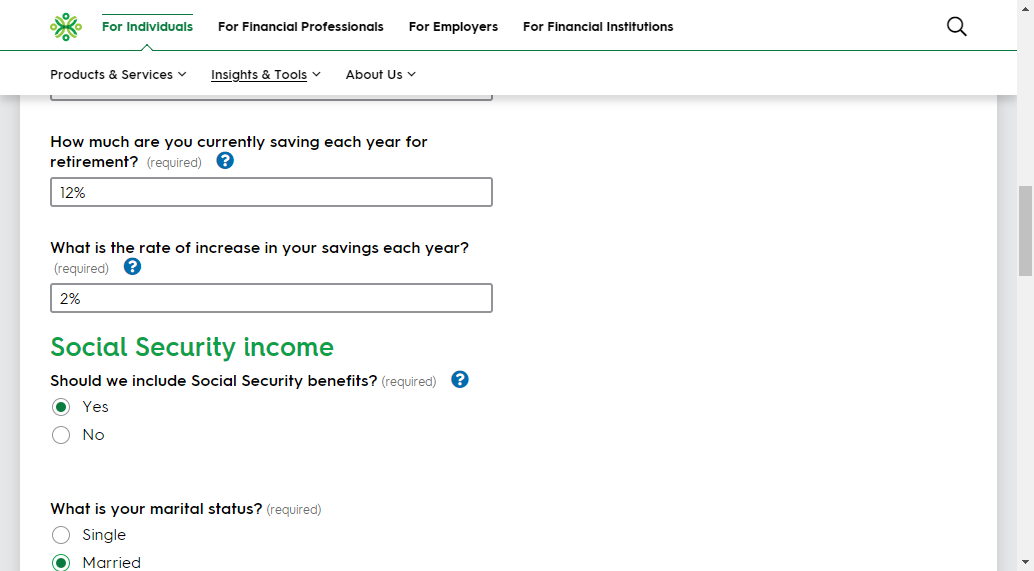 For Individuals For Financial Professionals For Employers For Financial Institutions
Products & Services Insights & Tools About Us
How much are you currently saving each year for
retirement? (required) ?
12%
What is the rate of increase in your savings each year?
(required) ?
2%
Social Security income
Should we include Social Security benefits? (required) ?
Yes
No
What is your marital status? (required)
Single
Married